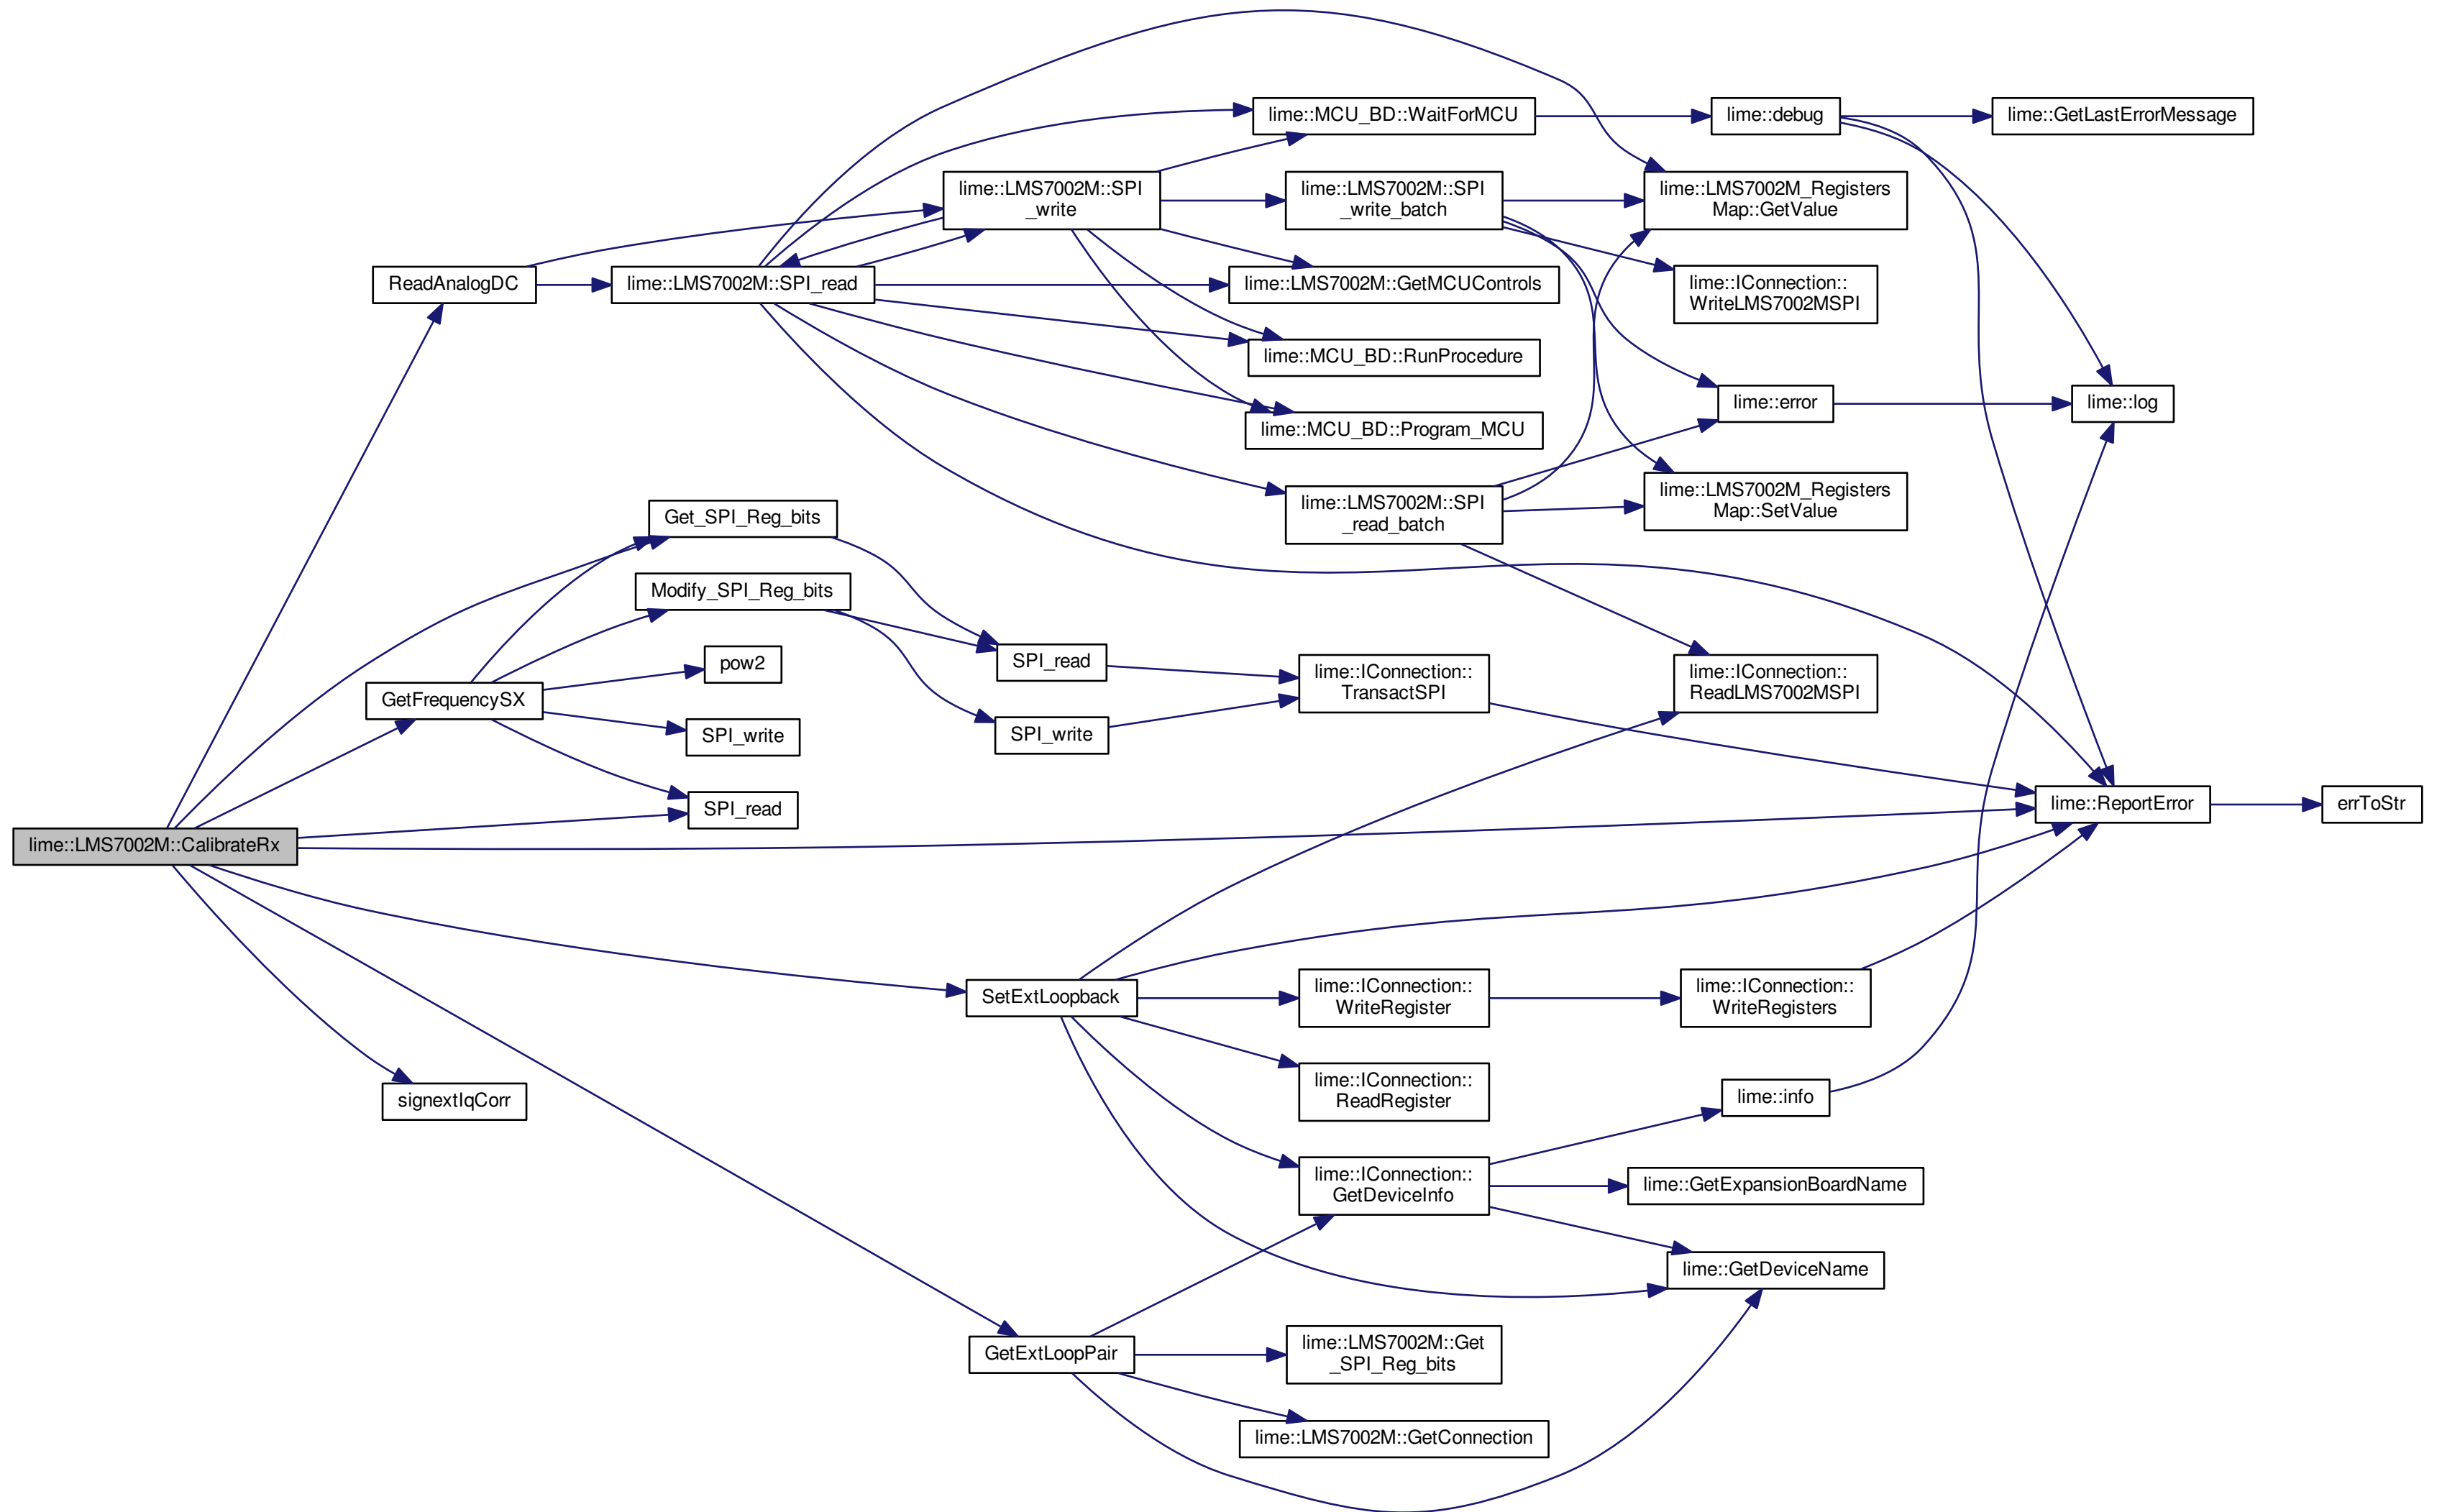 lime::LMS7002M::CalibrateRx
ReadAnalogDC
GetFrequencySX
signextIqCorr
lime::LMS7002M::SPI_read
Get_SPI_Reg_bits
Modify_SPI_Reg_bits
pow2
SPI_write
SPI_read
lime::LMS7002M::SPI
_write
SPI_read
SPI_write
SetExtLoopback
GetExtLoopPair
lime::MCU_BD::WaitForMCU
lime::LMS7002M::SPI
_write_batch
lime::LMS7002M::GetMCUControls
lime::MCU_BD::RunProcedure
lime::MCU_BD::Program_MCU
lime::LMS7002M::SPI
_read_batch
lime::IConnection::
TransactSPI
lime::IConnection::
WriteRegister
lime::IConnection::
ReadRegister
lime::IConnection::
GetDeviceInfo
lime::LMS7002M::Get
_SPI_Reg_bits
lime::LMS7002M::GetConnection
lime::debug
lime::LMS7002M_Registers
Map::GetValue
lime::IConnection::
WriteLMS7002MSPI
lime::error
lime::LMS7002M_Registers
Map::SetValue
lime::IConnection::
ReadLMS7002MSPI
lime::IConnection::
WriteRegisters
lime::info
lime::GetExpansionBoardName
lime::GetDeviceName
lime::GetLastErrorMessage
lime::log
lime::ReportError
errToStr